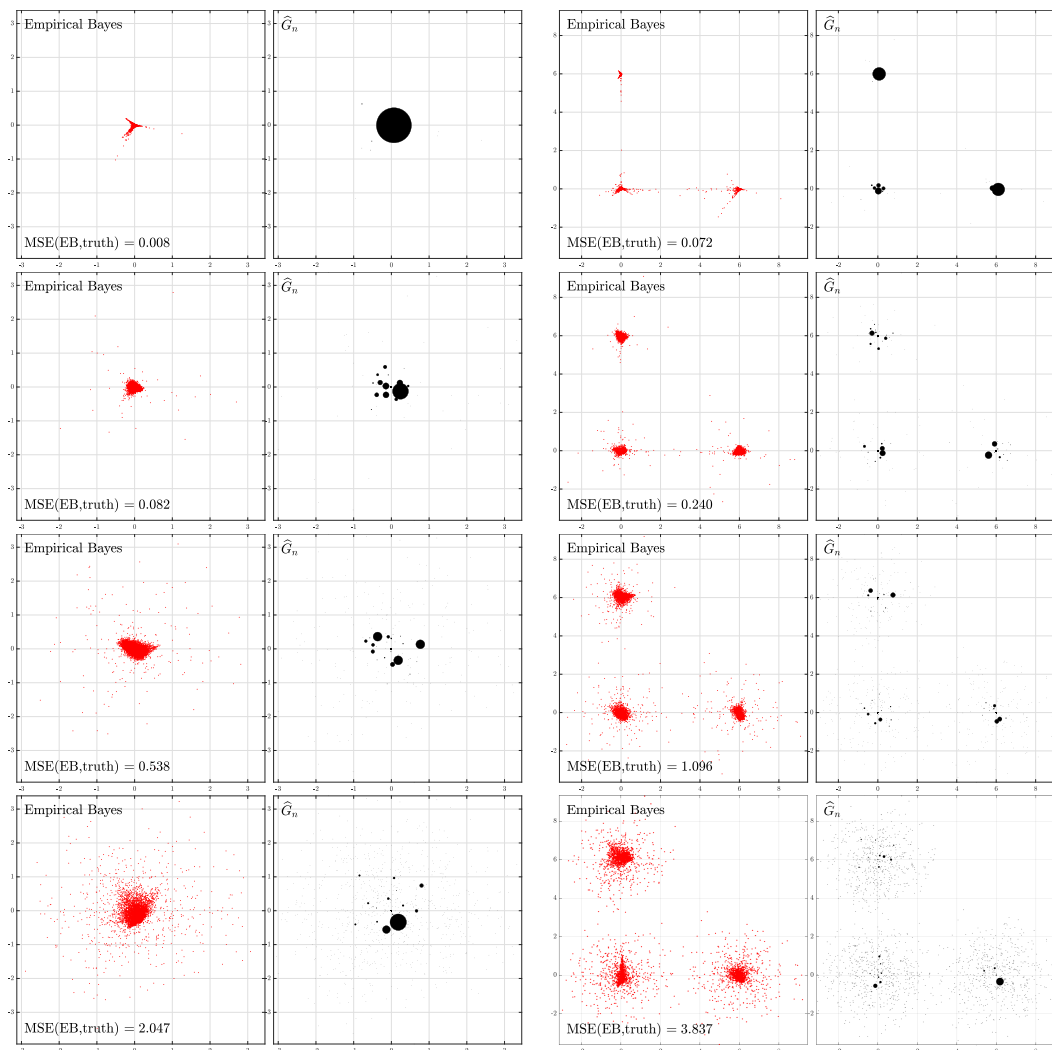 Empirical Bayes
Ĝn
MSE(EB,truth) = 0.008
Empirical Bayes
Ĝn
MSE(EB,truth) = 0.072
Empirical Bayes
Ĝn
MSE(EB,truth) = 0.082
Empirical Bayes
Ĝn
MSE(EB,truth) = 0.240
Empirical Bayes
Ĝn
MSE(EB,truth) = 0.538
Empirical Bayes
Ĝn
MSE(EB,truth) = 1.096
Empirical Bayes
Ĝn
MSE(EB,truth) = 2.047
Empirical Bayes
Ĝn
MSE(EB,truth) = 3.837